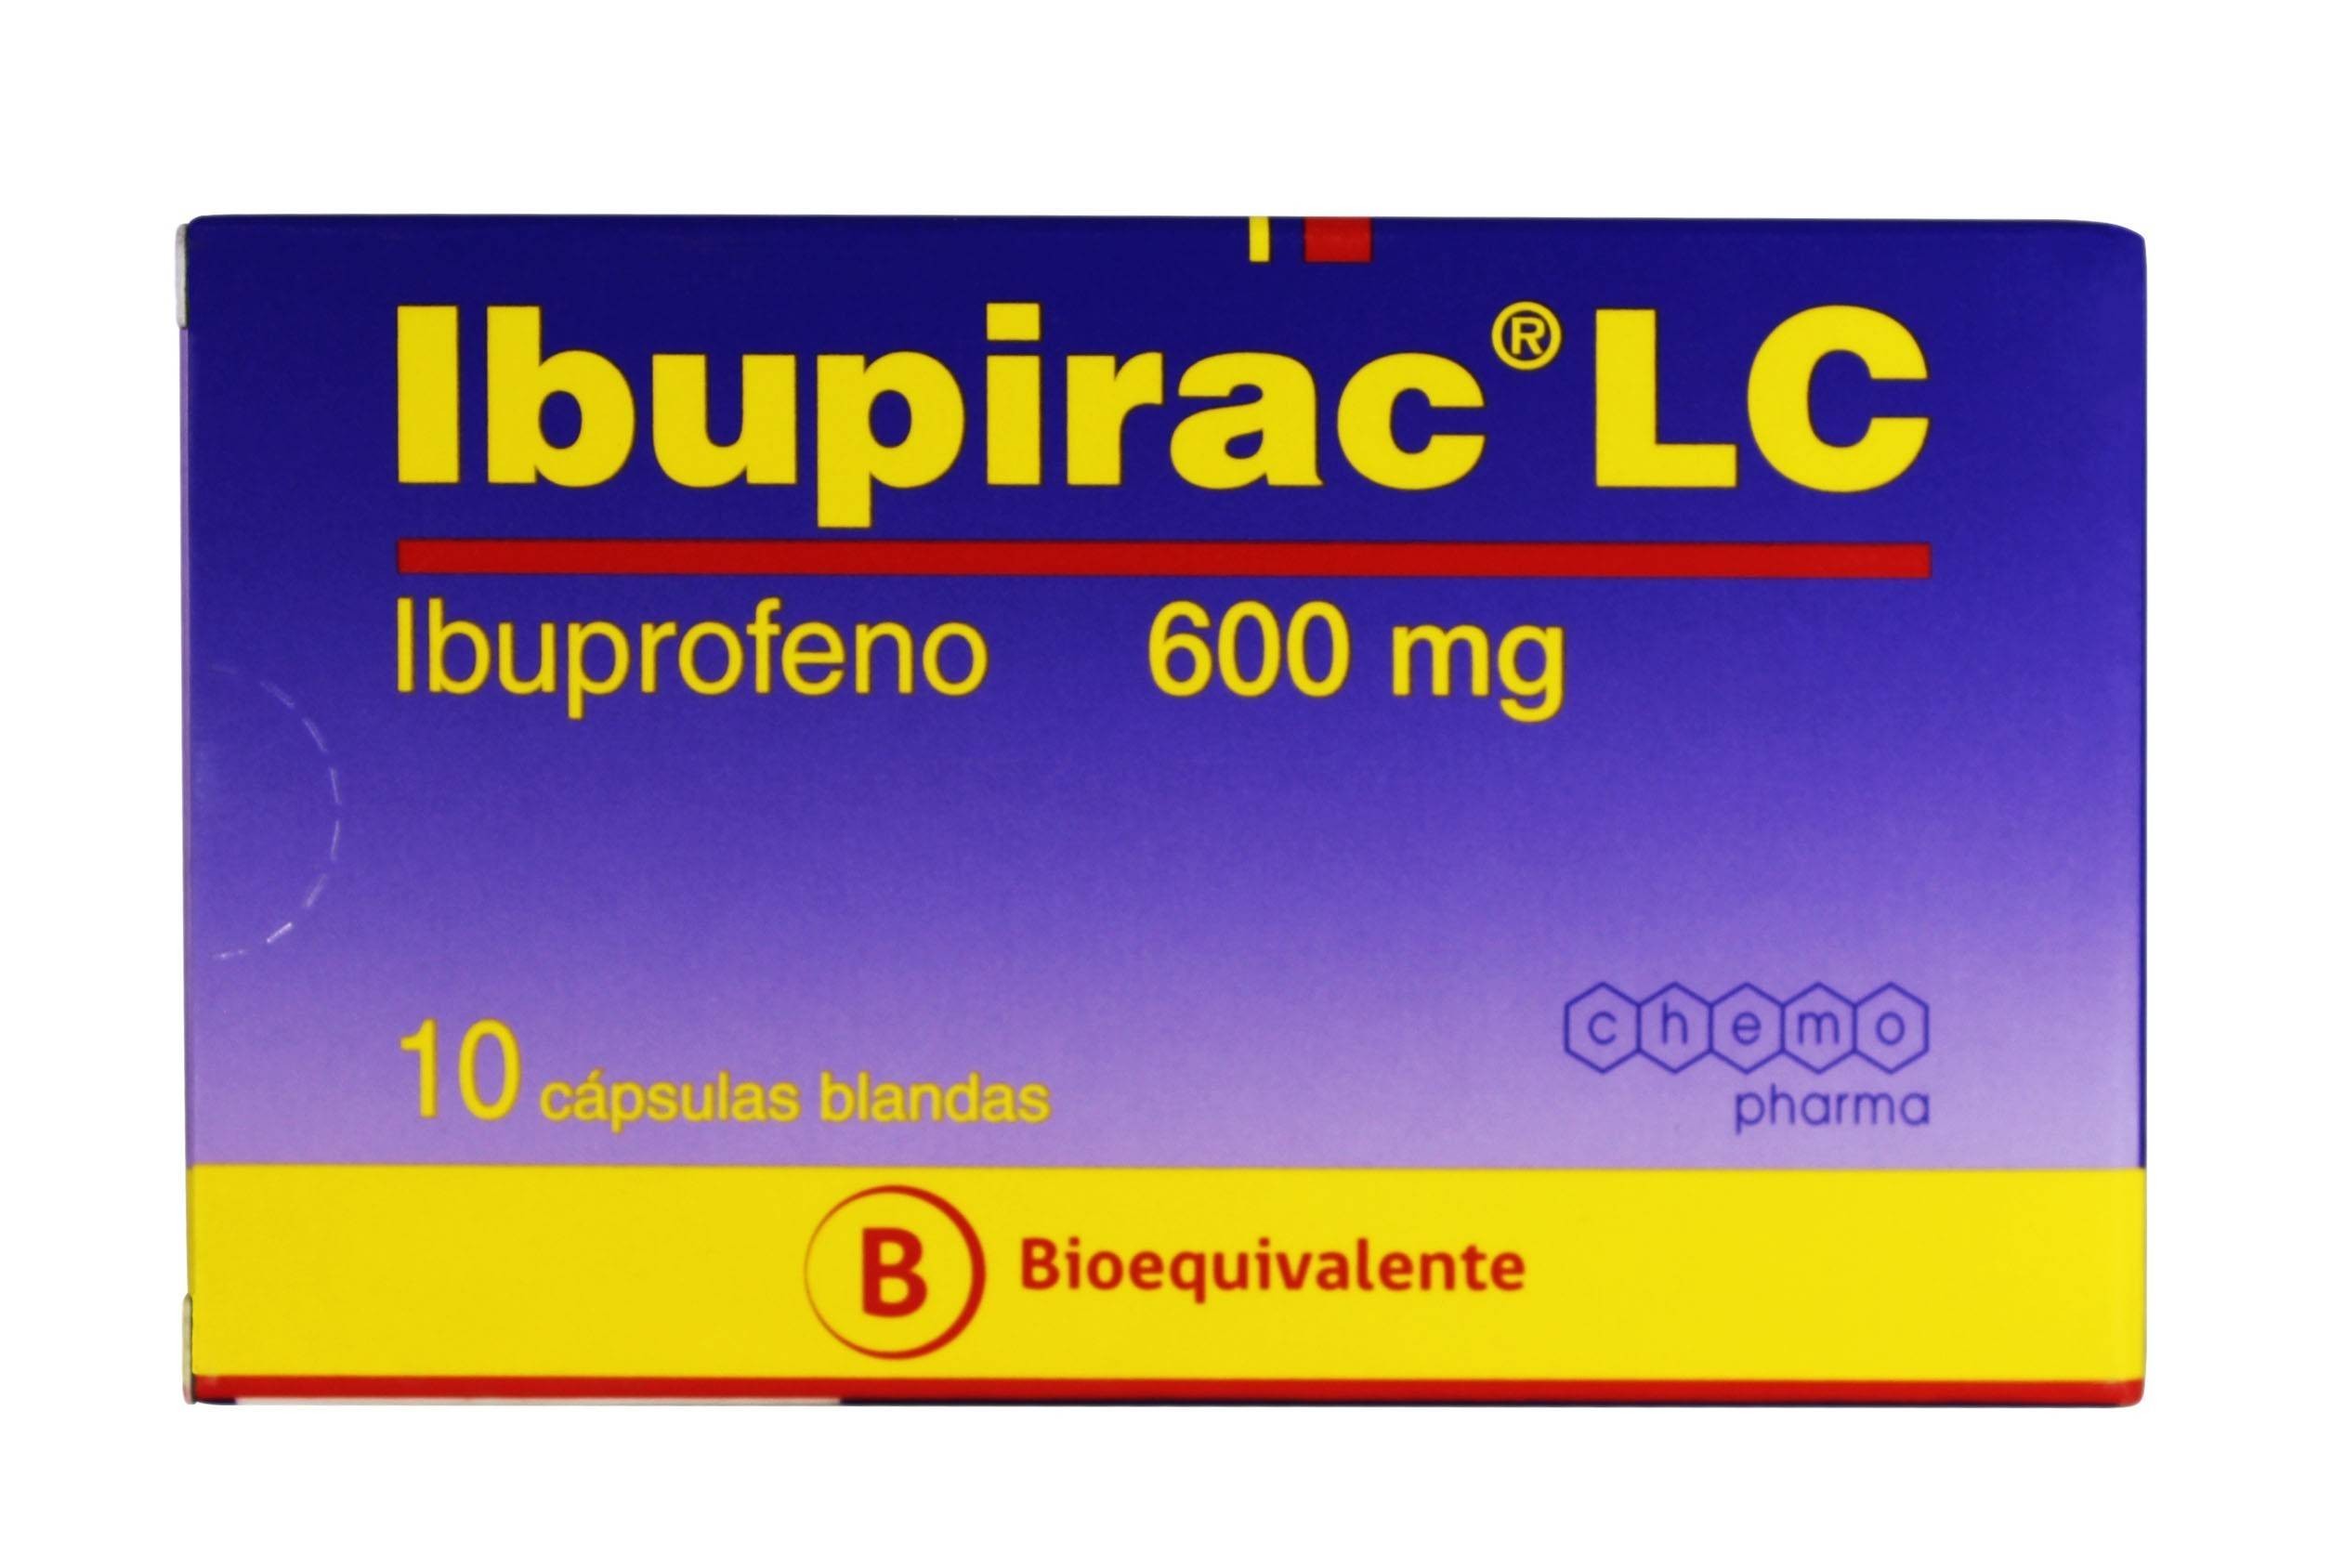 Ibupirac® LC
Ibuprofeno 600 mg
10 cápsulas blandas
chemo
pharma
B Bioequivalente